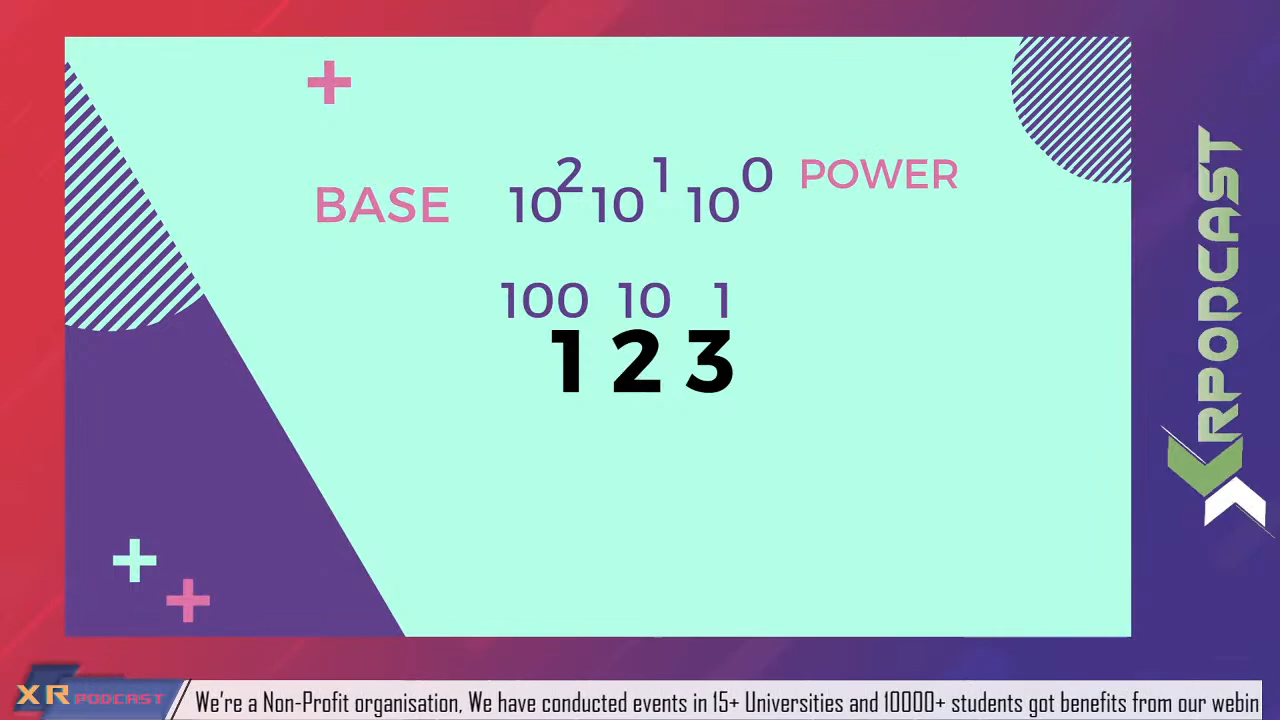 BASE 10² 10¹ 10⁰ POWER
100 10 1
1 2 3
XRPODCAST
XR PODCAST
We're a Non-Profit organisation, We have conducted events in 15+ Universities and 10000+ students got benefits from our webin